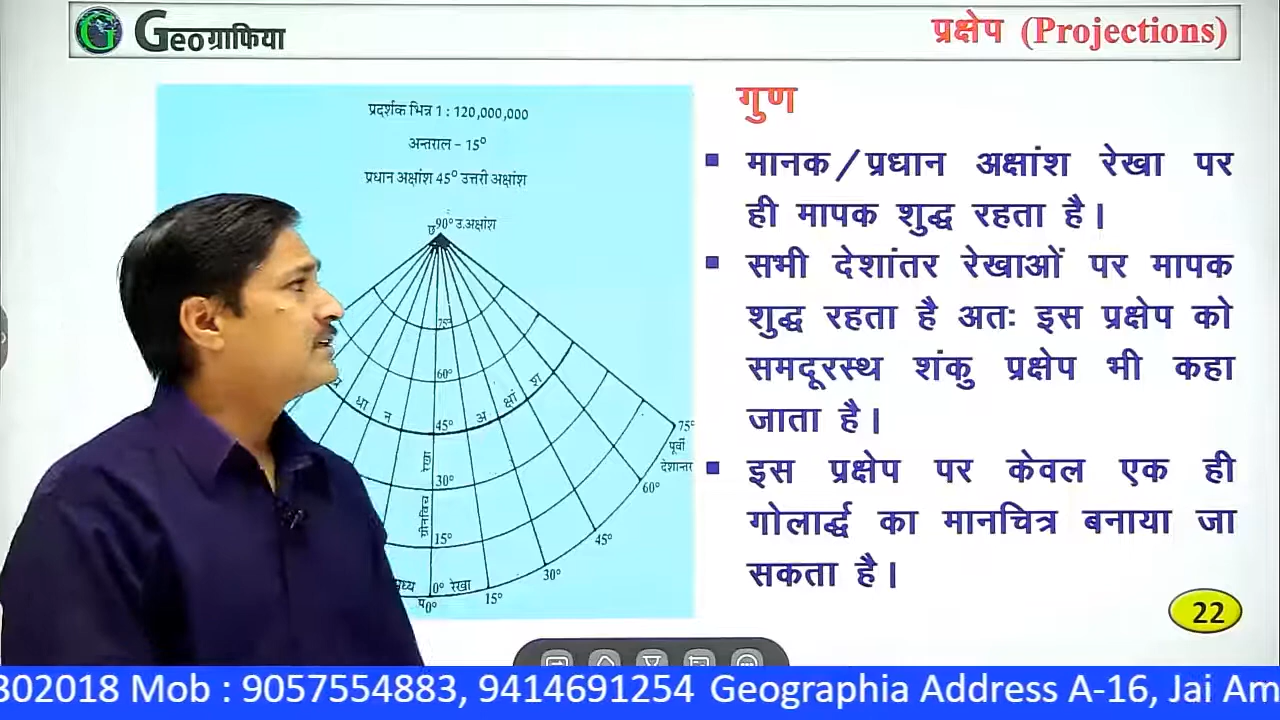 Geoग्राफिया
प्रक्षेप (Projections)
प्रदर्शक भिन्न 1 : 120,000,000
अन्तराल – 15°
प्रधान अक्षांश 45° उत्तरी अक्षांश
90° उ.अक्षांश
75°
60°
धा न
अ क्षां श
45°
रेखा
30°
ग्रीनविच
15°
मध्य 0° रेखा
0°
15°
30°
45°
60°
75°
पूर्वी
देशान्तर
गुण
▪ मानक/प्रधान अक्षांश रेखा पर
ही मापक शुद्ध रहता है।
▪ सभी देशांतर रेखाओं पर मापक
शुद्ध रहता है अतः इस प्रक्षेप को
समदूरस्थ शंकु प्रक्षेप भी कहा
जाता है।
▪ इस प्रक्षेप पर केवल एक ही
गोलार्द्ध का मानचित्र बनाया जा
सकता है।
22
302018 Mob : 9057554883, 9414691254 Geographia Address A-16, Jai Am